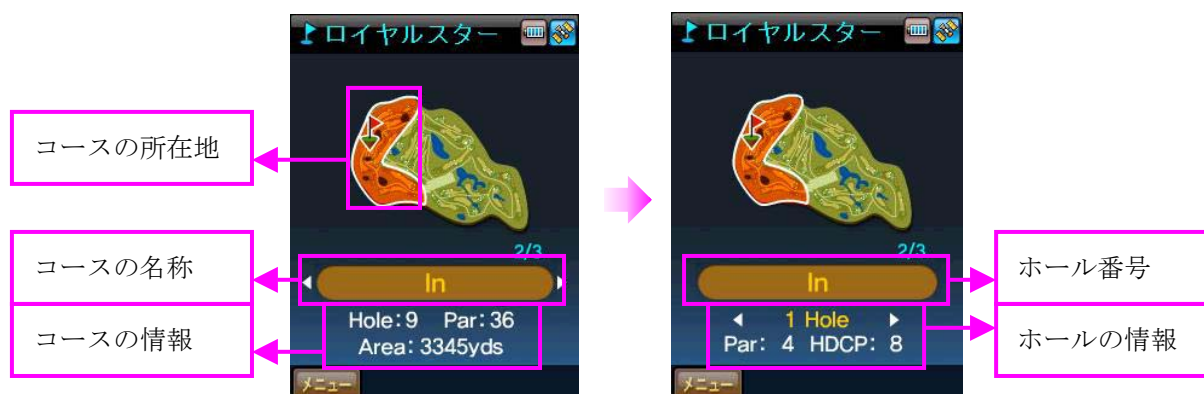 ロイヤルスター
コースの所在地
2/3
コースの名称
In
コースの情報
Hole:9 Par:36
Area:3345yds
メニュー
ロイヤルスター
2/3
In
ホール番号
1 Hole
Par: 4 HDCP: 8
ホールの情報
メニュー